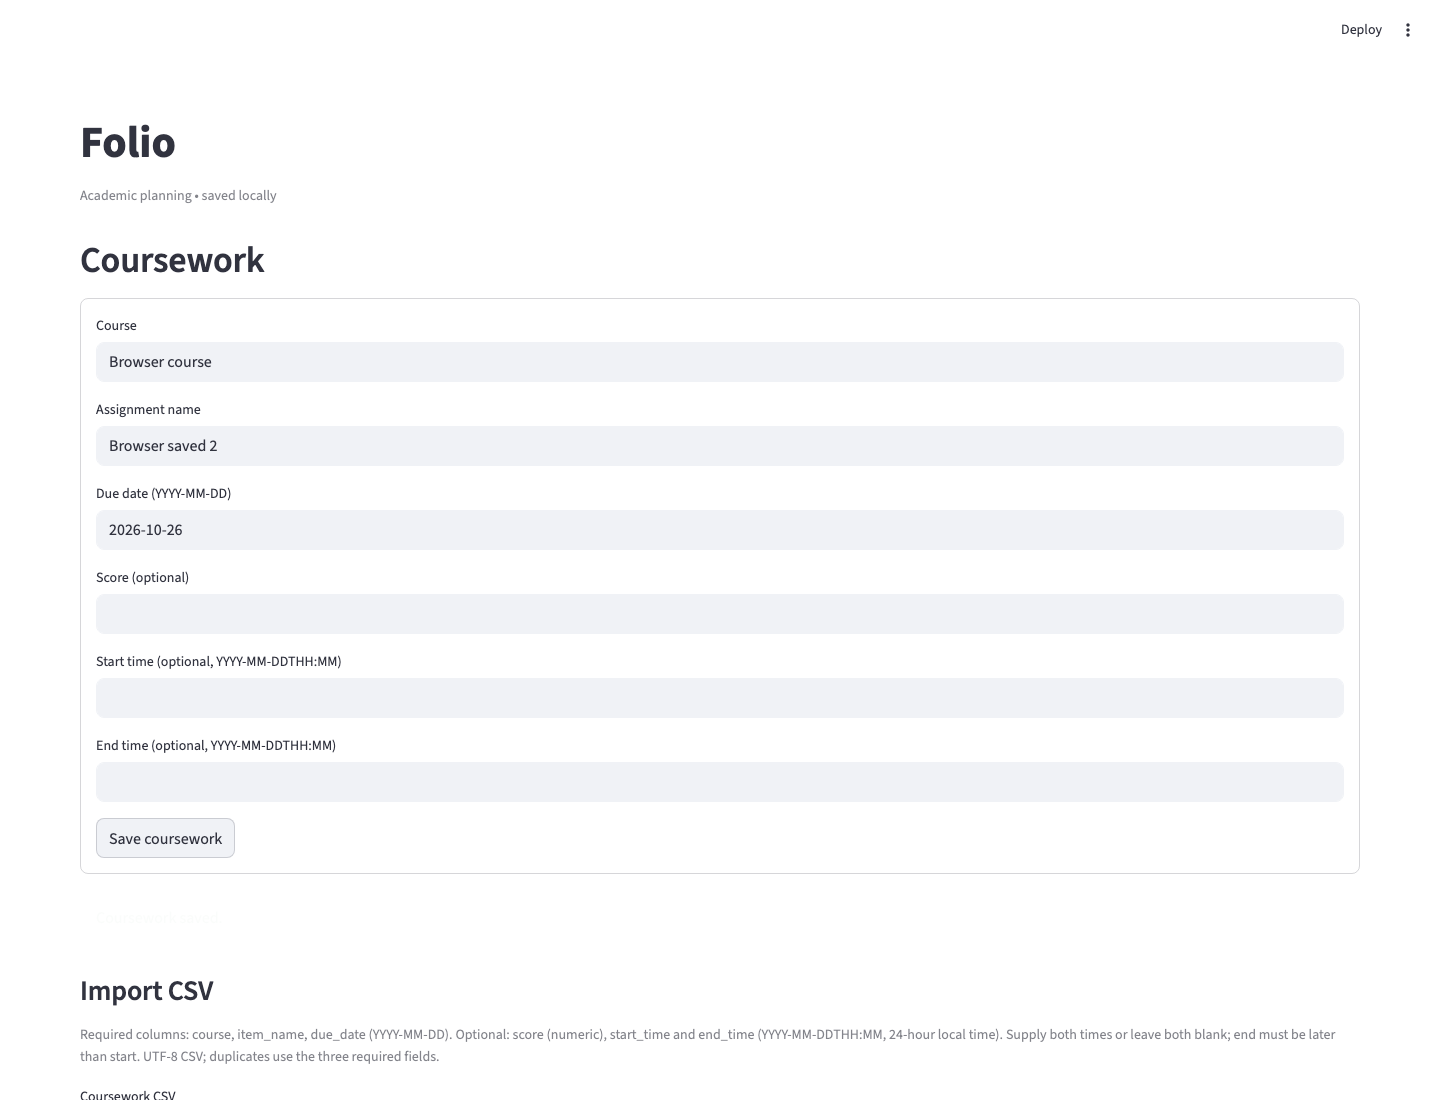 Deploy
Folio
Academic planning • saved locally
Coursework
Course
Browser course
Assignment name
Browser saved 2
Due date (YYYY-MM-DD)
2026-10-26
Score (optional)
Start time (optional, YYYY-MM-DDTHH:MM)
End time (optional, YYYY-MM-DDTHH:MM)
Save coursework
Import CSV
Required columns: course, item_name, due_date (YYYY-MM-DD). Optional: score (numeric), start_time and end_time (YYYY-MM-DDTHH:MM, 24-hour local time). Supply both times or leave both blank; end must be later
than start. UTF-8 CSV; duplicates use the three required fields.
Coursework CSV